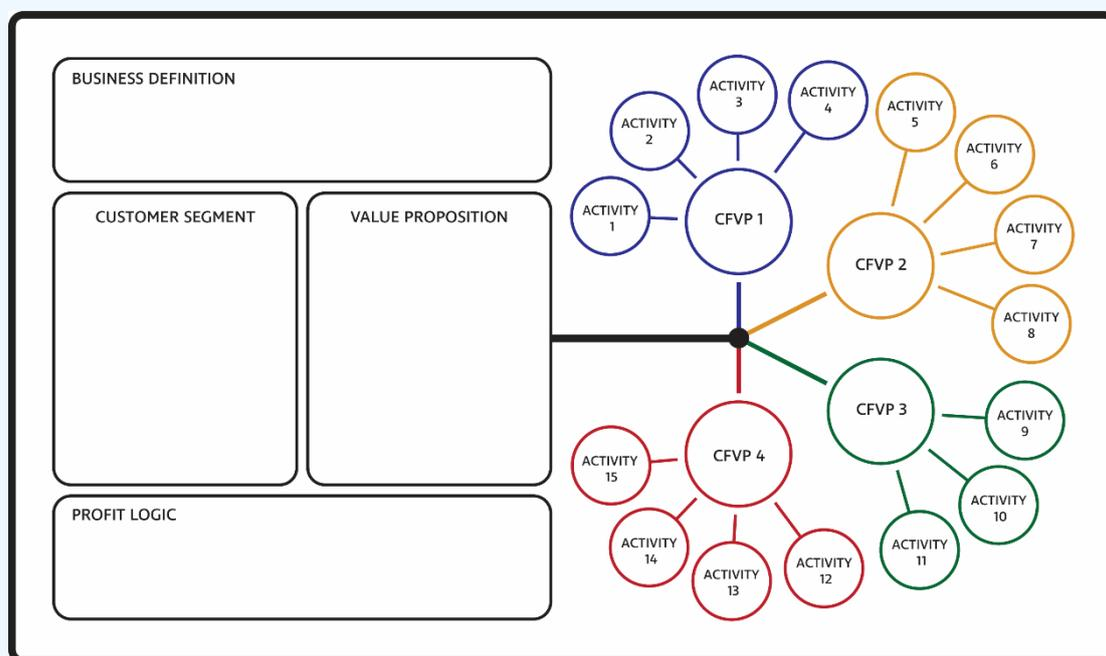 BUSINESS DEFINITION
CUSTOMER SEGMENT
VALUE PROPOSITION
PROFIT LOGIC
CFVP 1
ACTIVITY
1
ACTIVITY
2
ACTIVITY
3
ACTIVITY
4
CFVP 2
ACTIVITY
5
ACTIVITY
6
ACTIVITY
7
ACTIVITY
8
CFVP 3
ACTIVITY
9
ACTIVITY
10
ACTIVITY
11
CFVP 4
ACTIVITY
12
ACTIVITY
13
ACTIVITY
14
ACTIVITY
15